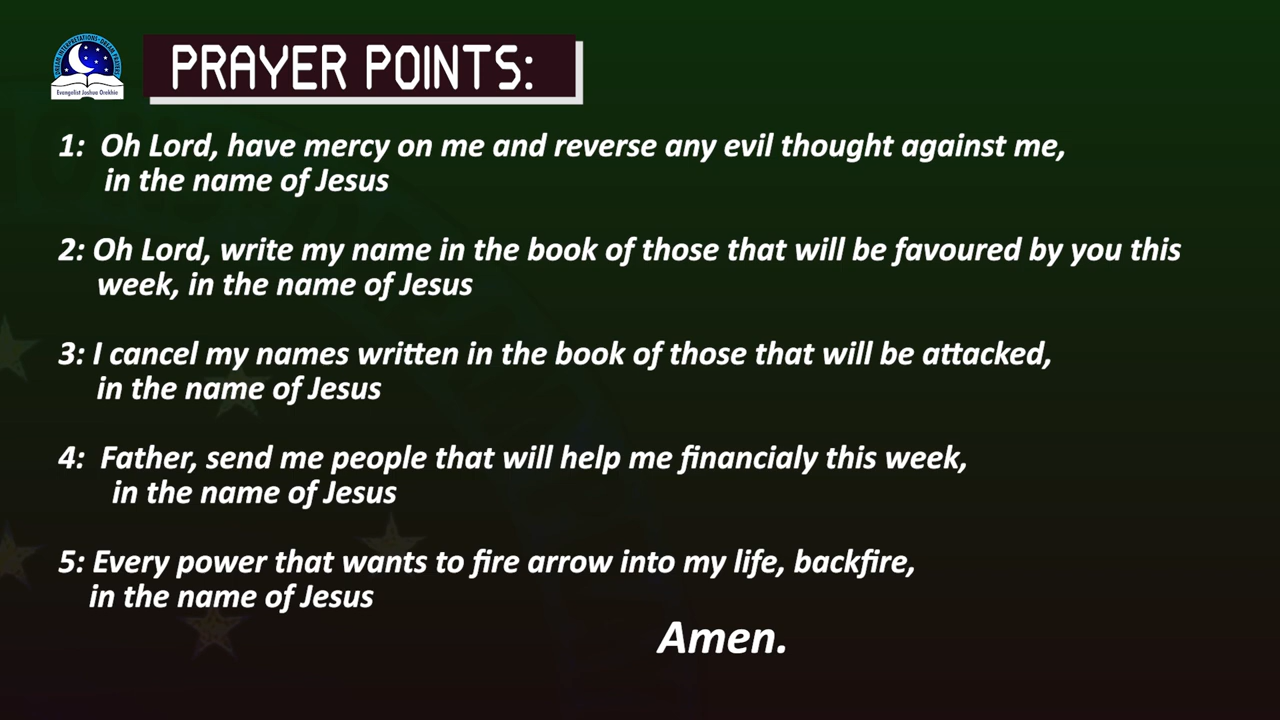 PRAYER POINTS:
Evangelist Joshua Orekhie
1: Oh Lord, have mercy on me and reverse any evil thought against me,
in the name of Jesus
2: Oh Lord, write my name in the book of those that will be favoured by you this
week, in the name of Jesus
3: I cancel my names written in the book of those that will be attacked,
in the name of Jesus
4: Father, send me people that will help me financialy this week,
in the name of Jesus
5: Every power that wants to fire arrow into my life, backfire,
in the name of Jesus
Amen.